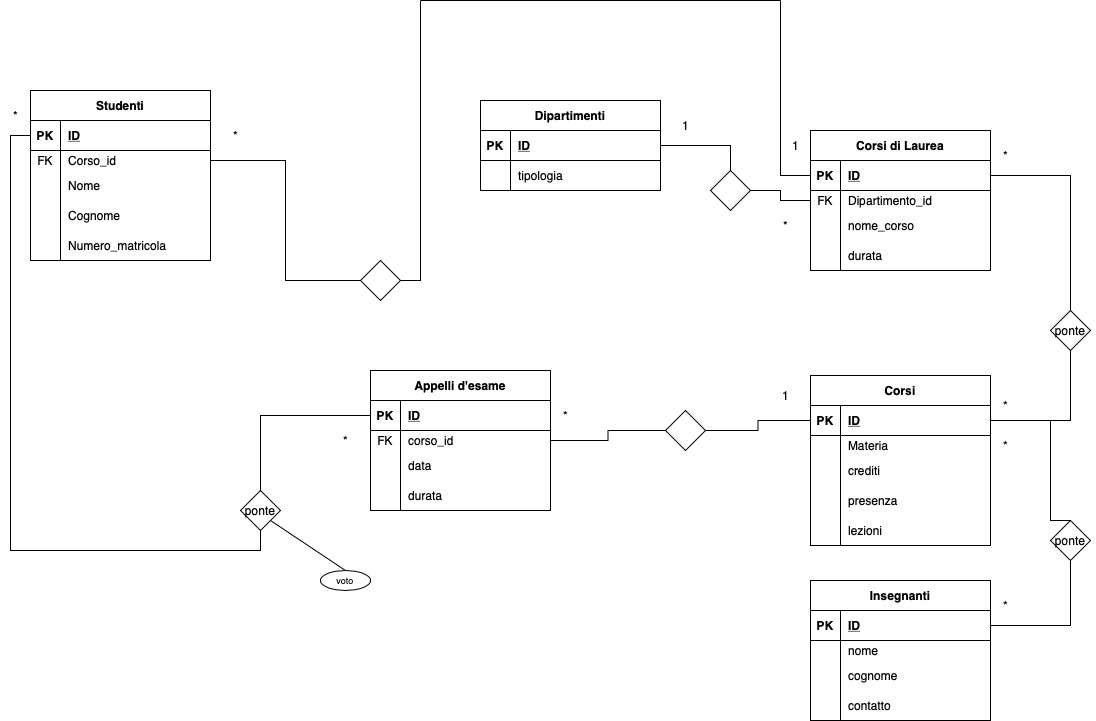 Studenti
PK ID
FK Corso_id
Nome
Cognome
Numero_matricola
*
*
Dipartimenti
PK ID
tipologia
1
*
Corsi di Laurea
PK ID
FK Dipartimento_id
nome_corso
durata
1
*
ponte
Appelli d'esame
PK ID
FK corso_id
data
durata
*
*
ponte
voto
Corsi
PK ID
Materia
crediti
presenza
lezioni
1
*
*
ponte
Insegnanti
PK ID
nome
cognome
contatto
*